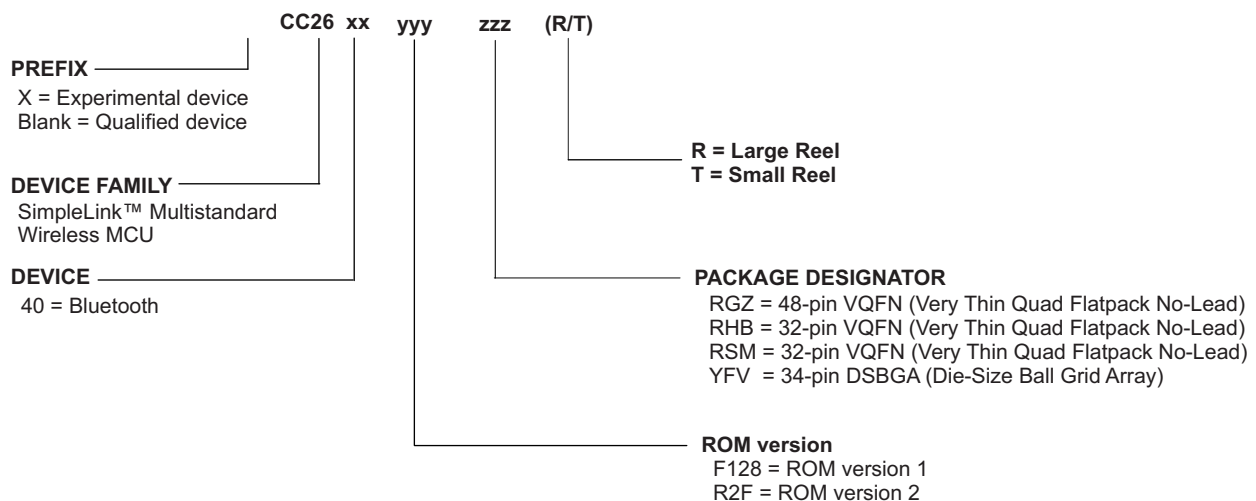 CC26 xx yyy zzz (R/T)
PREFIX
X = Experimental device
Blank = Qualified device
R = Large Reel
T = Small Reel
DEVICE FAMILY
SimpleLink™ Multistandard
Wireless MCU
DEVICE
40 = Bluetooth
PACKAGE DESIGNATOR
RGZ = 48-pin VQFN (Very Thin Quad Flatpack No-Lead)
RHB = 32-pin VQFN (Very Thin Quad Flatpack No-Lead)
RSM = 32-pin VQFN (Very Thin Quad Flatpack No-Lead)
YFV = 34-pin DSBGA (Die-Size Ball Grid Array)
ROM version
F128 = ROM version 1
R2F = ROM version 2